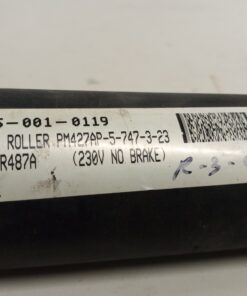 5-001-0119
ROLLER PM427AP-5-747-3-23
R487A (230V NO BRAKE)
R-3-